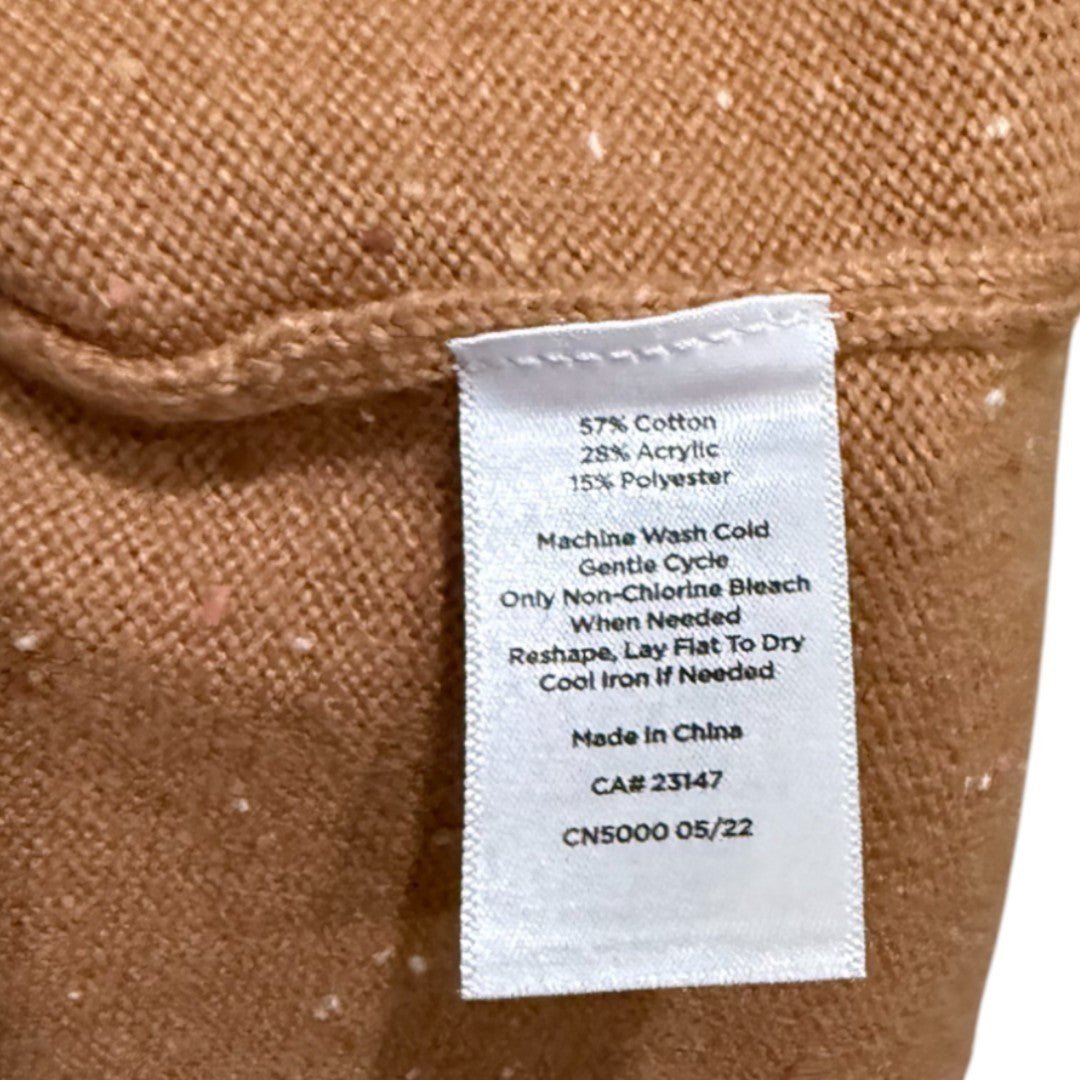 57% Cotton
28% Acrylic
15% Polyester
Machine Wash Cold
Gentle Cycle
Only Non-Chlorine Bleach
When Needed
Reshape, Lay Flat To Dry
Cool Iron If Needed
Made In China
CA# 23147
CN5000 05/22